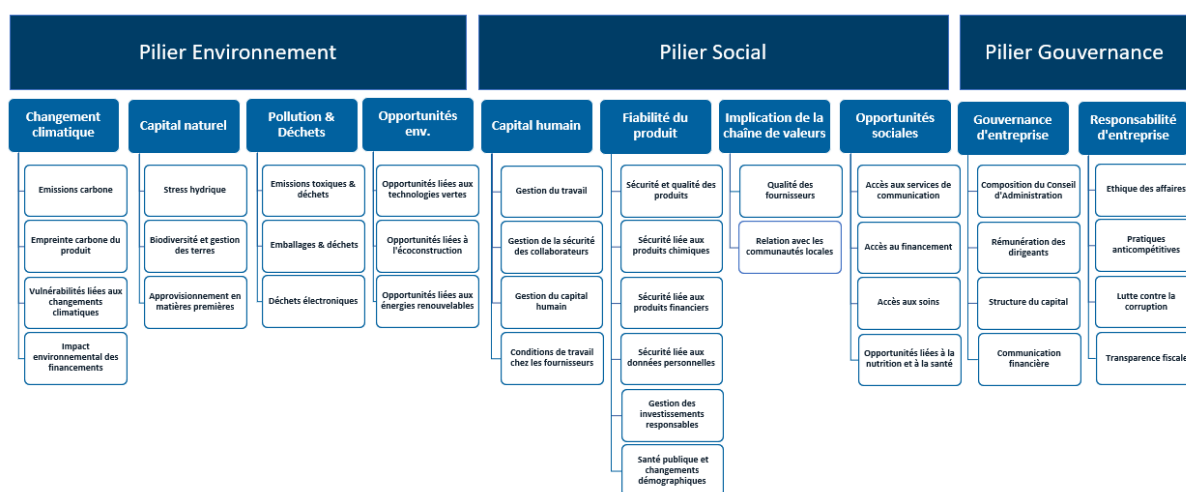 Pilier Environnement
Pilier Social
Pilier Gouvernance
Changement
climatique
Capital naturel
Pollution &
Déchets
Opportunités
env.
Capital humain
Fiabilité du
produit
Implication de la
chaîne de valeurs
Opportunités
sociales
Gouvernance
d'entreprise
Responsabilité
d'entreprise
Emissions carbone
Empreinte carbone du
produit
Vulnérabilités liées aux
changements
climatiques
Impact
environnemental des
financements
Stress hydrique
Biodiversité et gestion
des terres
Approvisionnement en
matières premières
Emissions toxiques &
déchets
Emballages & déchets
Déchets électroniques
Opportunités liées aux
technologies vertes
Opportunités liées à
l'écoconstruction
Opportunités liées aux
énergies renouvelables
Gestion du travail
Gestion de la sécurité
des collaborateurs
Gestion du capital
humain
Conditions de travail
chez les fournisseurs
Sécurité et qualité des
produits
Sécurité liée aux
produits chimiques
Sécurité liée aux
produits financiers
Sécurité liée aux
données personnelles
Gestion des
investissements
responsables
Santé publique et
changements
démographiques
Qualité des
fournisseurs
Relation avec les
communautés locales
Accès aux services de
communication
Accès au financement
Accès aux soins
Opportunités liées à la
nutrition et à la santé
Composition du Conseil
d'Administration
Rémunération des
dirigeants
Structure du capital
Communication
financière
Ethique des affaires
Pratiques
anticompétitives
Lutte contre la
corruption
Transparence fiscale